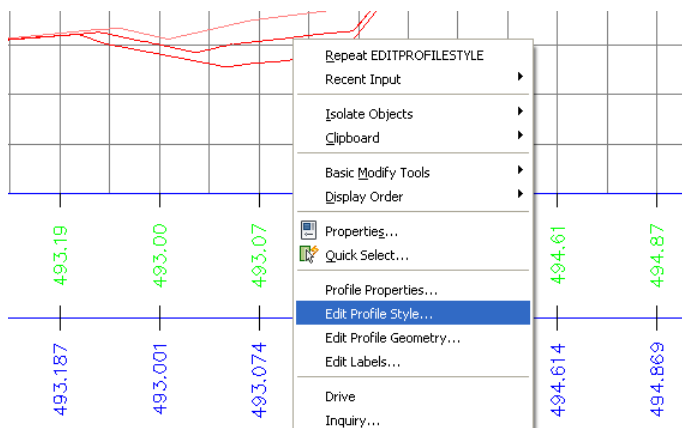 Repeat EDITPROFILESTYLE
Recent Input
Isolate Objects
Clipboard
Basic Modify Tools
Display Order
Properties...
Quick Select...
Profile Properties...
Edit Profile Style...
Edit Profile Geometry...
Edit Labels...
Drive
Inquiry...
493.19
493.00
493.07
494.61
494.87
493.187
493.001
493.074
494.614
494.869